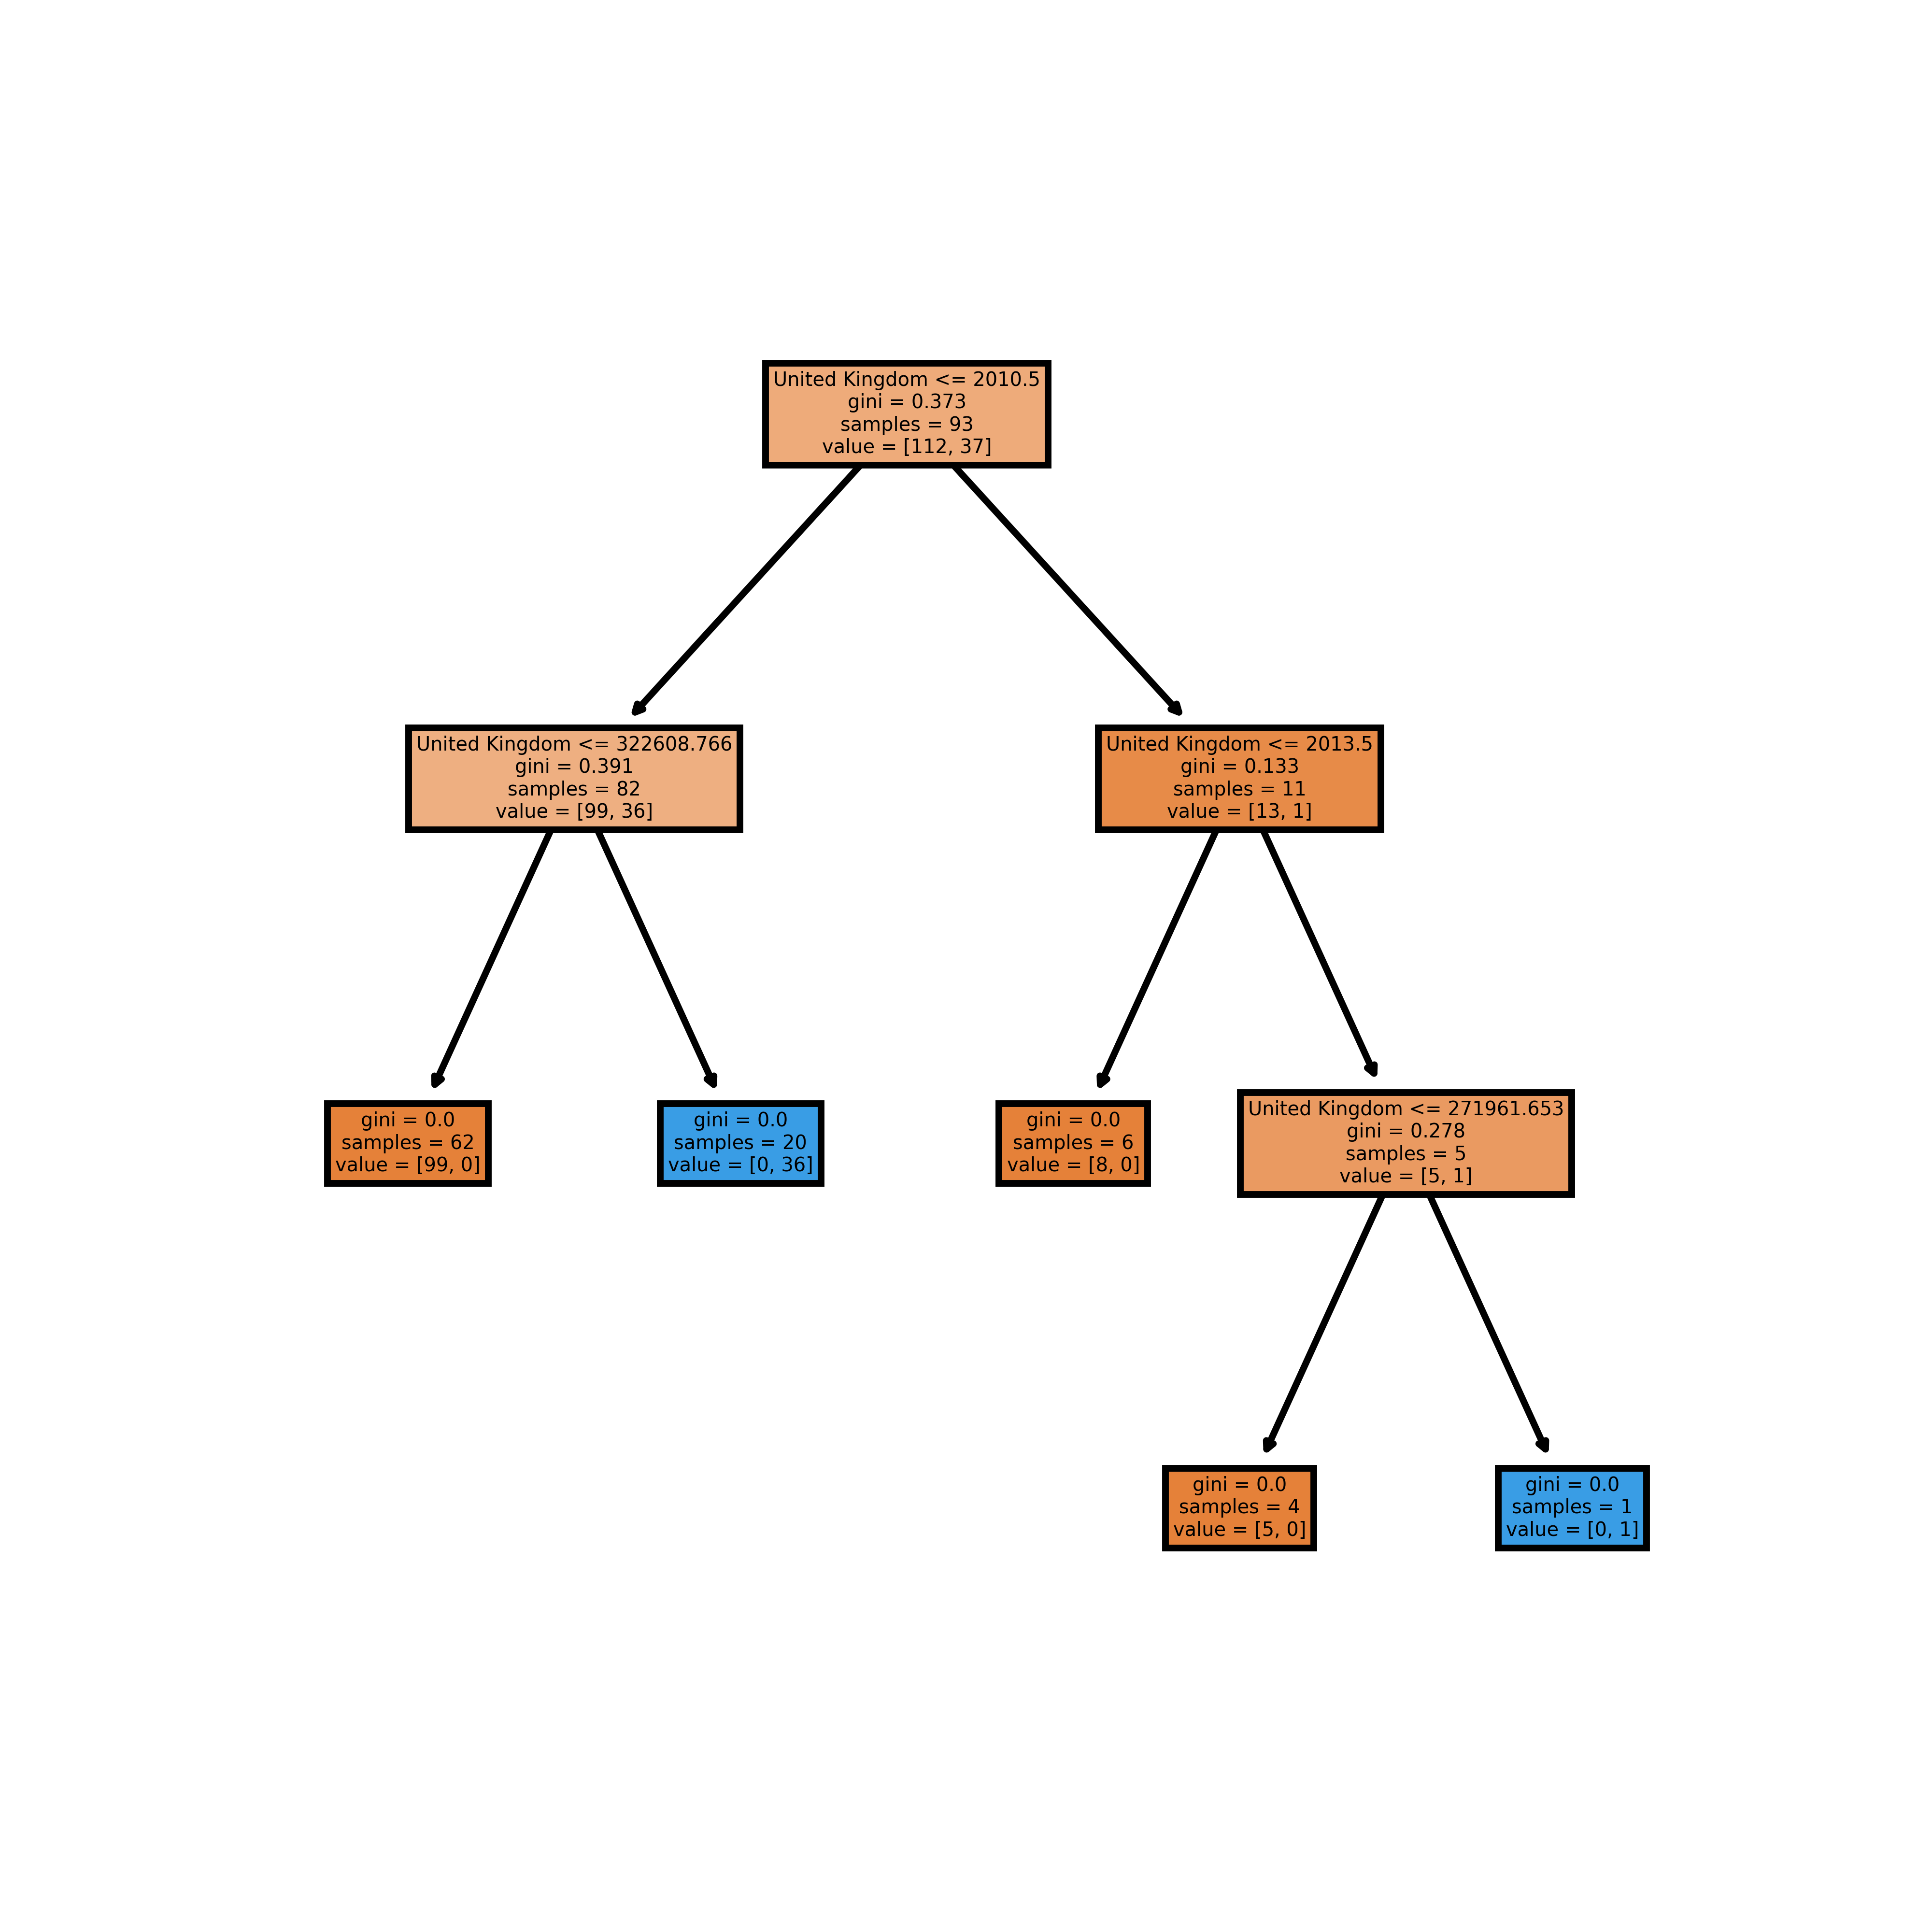 United Kingdom <= 2010.5
gini = 0.373
samples = 93
value = [112, 37]
United Kingdom <= 322608.766
gini = 0.391
samples = 82
value = [99, 36]
United Kingdom <= 2013.5
gini = 0.133
samples = 11
value = [13, 1]
gini = 0.0
samples = 62
value = [99, 0]
gini = 0.0
samples = 20
value = [0, 36]
gini = 0.0
samples = 6
value = [8, 0]
United Kingdom <= 271961.653
gini = 0.278
samples = 5
value = [5, 1]
gini = 0.0
samples = 4
value = [5, 0]
gini = 0.0
samples = 1
value = [0, 1]